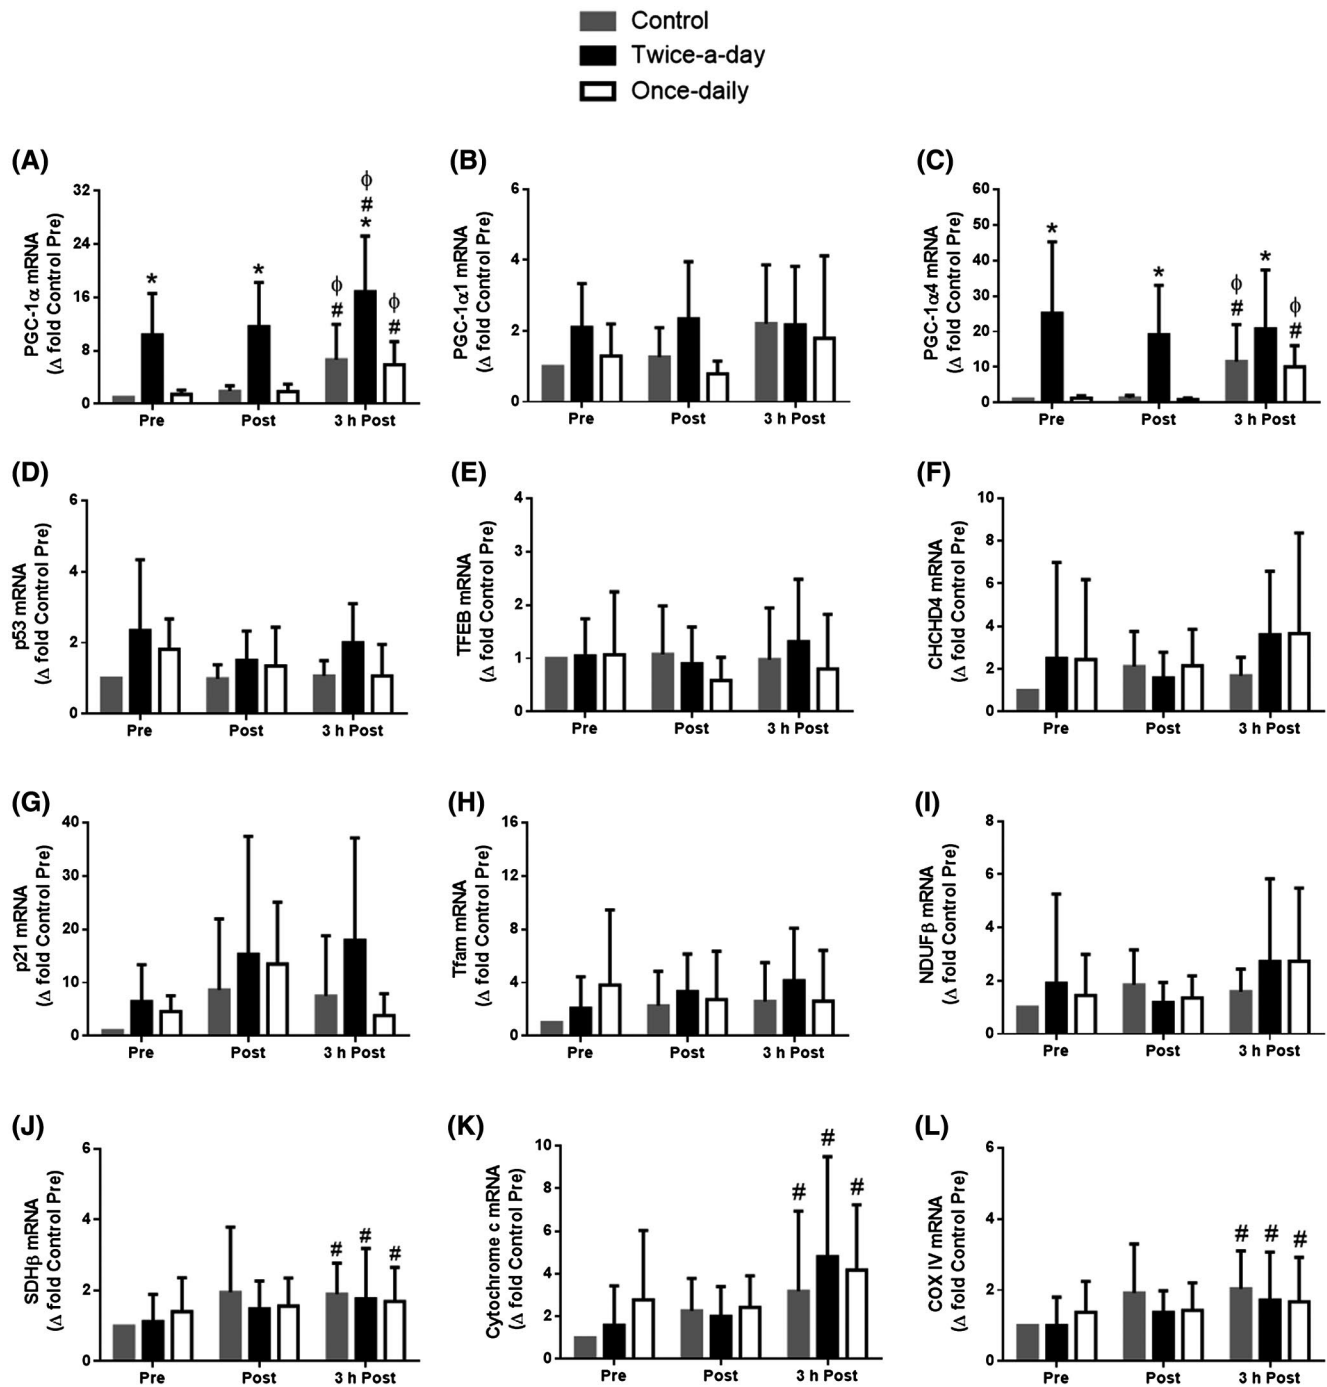 Control
Twice-a-day
Once-daily
(A)
PGC-1α mRNA
(Δ fold Control Pre)
32
24
16
8
0
*
*
ϕ
#
ϕ
#
*
ϕ
#
Pre Post 3 h Post
(B)
PGC-1α1 mRNA
(Δ fold Control Pre)
6
4
2
0
Pre Post 3 h Post
(C)
PGC-1α4 mRNA
(Δ fold Control Pre)
60
50
40
30
20
10
0
*
*
ϕ
#
*
ϕ
#
Pre Post 3 h Post
(D)
p53 mRNA
(Δ fold Control Pre)
6
4
2
0
Pre Post 3 h Post
(E)
TFEB mRNA
(Δ fold Control Pre)
4
3
2
1
0
Pre Post 3 h Post
(F)
CHCHD4 mRNA
(Δ fold Control Pre)
10
8
6
4
2
0
Pre Post 3 h Post
(G)
p21 mRNA
(Δ fold Control Pre)
40
30
20
10
0
Pre Post 3 h Post
(H)
Tfam mRNA
(Δ fold Control Pre)
16
12
8
4
0
Pre Post 3 h Post
(I)
NDUFβ mRNA
(Δ fold Control Pre)
8
6
4
2
0
Pre Post 3 h Post
(J)
SDHβ mRNA
(Δ fold Control Pre)
6
4
2
0
# # #
Pre Post 3 h Post
(K)
Cytochrome c mRNA
(Δ fold Control Pre)
10
8
6
4
2
0
# # #
Pre Post 3 h Post
(L)
COX IV mRNA
(Δ fold Control Pre)
6
4
2
0
# # #
Pre Post 3 h Post